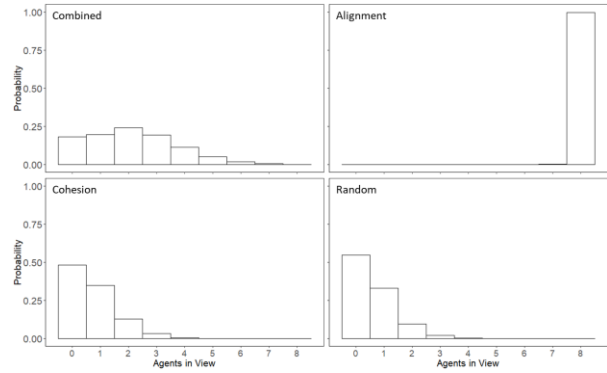 Combined
Alignment
1.00
0.75
0.50
0.25
0.00
Probability
Cohesion
Random
1.00
0.75
0.50
0.25
0.00
Probability
0 1 2 3 4 5 6 7 8
0 1 2 3 4 5 6 7 8
Agents in View
Agents in View